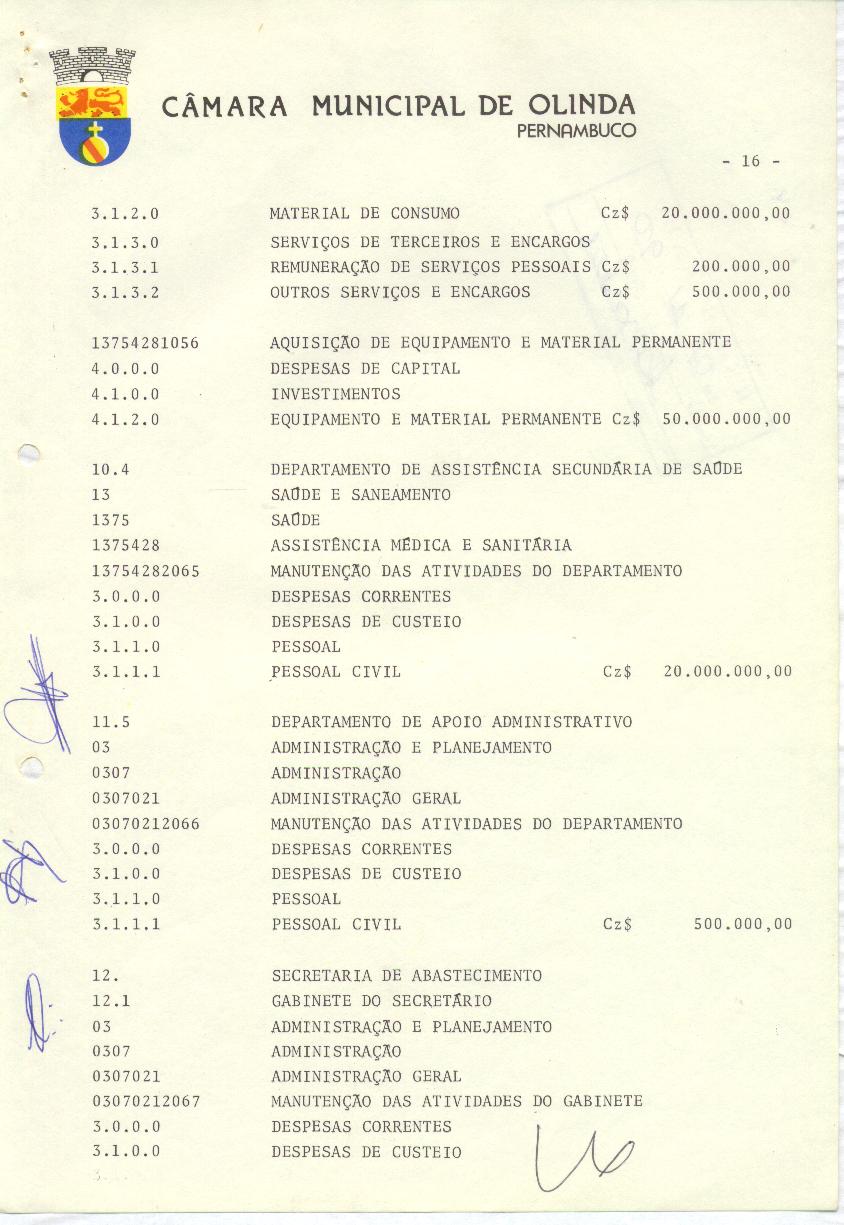 CÂMARA MUNICIPAL DE OLINDA
PERNAMBUCO
- 16 -
3.1.2.0 MATERIAL DE CONSUMO Cz$ 20.000.000,00
3.1.3.0 SERVIÇOS DE TERCEIROS E ENCARGOS
3.1.3.1 REMUNERAÇÃO DE SERVIÇOS PESSOAIS Cz$ 200.000,00
3.1.3.2 OUTROS SERVIÇOS E ENCARGOS Cz$ 500.000,00
13754281056 AQUISIÇÃO DE EQUIPAMENTO E MATERIAL PERMANENTE
4.0.0.0 DESPESAS DE CAPITAL
4.1.0.0 INVESTIMENTOS
4.1.2.0 EQUIPAMENTO E MATERIAL PERMANENTE Cz$ 50.000.000,00
10.4 DEPARTAMENTO DE ASSISTÊNCIA SECUNDÁRIA DE SAÚDE
13 SAÚDE E SANEAMENTO
1375 SAÚDE
1375428 ASSISTÊNCIA MÉDICA E SANITÁRIA
13754282065 MANUTENÇÃO DAS ATIVIDADES DO DEPARTAMENTO
3.0.0.0 DESPESAS CORRENTES
3.1.0.0 DESPESAS DE CUSTEIO
3.1.1.0 PESSOAL
3.1.1.1 PESSOAL CIVIL Cz$ 20.000.000,00
11.5 DEPARTAMENTO DE APOIO ADMINISTRATIVO
03 ADMINISTRAÇÃO E PLANEJAMENTO
0307 ADMINISTRAÇÃO
0307021 ADMINISTRAÇÃO GERAL
03070212066 MANUTENÇÃO DAS ATIVIDADES DO DEPARTAMENTO
3.0.0.0 DESPESAS CORRENTES
3.1.0.0 DESPESAS DE CUSTEIO
3.1.1.0 PESSOAL
3.1.1.1 PESSOAL CIVIL Cz$ 500.000,00
12. SECRETARIA DE ABASTECIMENTO
12.1 GABINETE DO SECRETÁRIO
03 ADMINISTRAÇÃO E PLANEJAMENTO
0307 ADMINISTRAÇÃO
0307021 ADMINISTRAÇÃO GERAL
03070212067 MANUTENÇÃO DAS ATIVIDADES DO GABINETE
3.0.0.0 DESPESAS CORRENTES
3.1.0.0 DESPESAS DE CUSTEIO